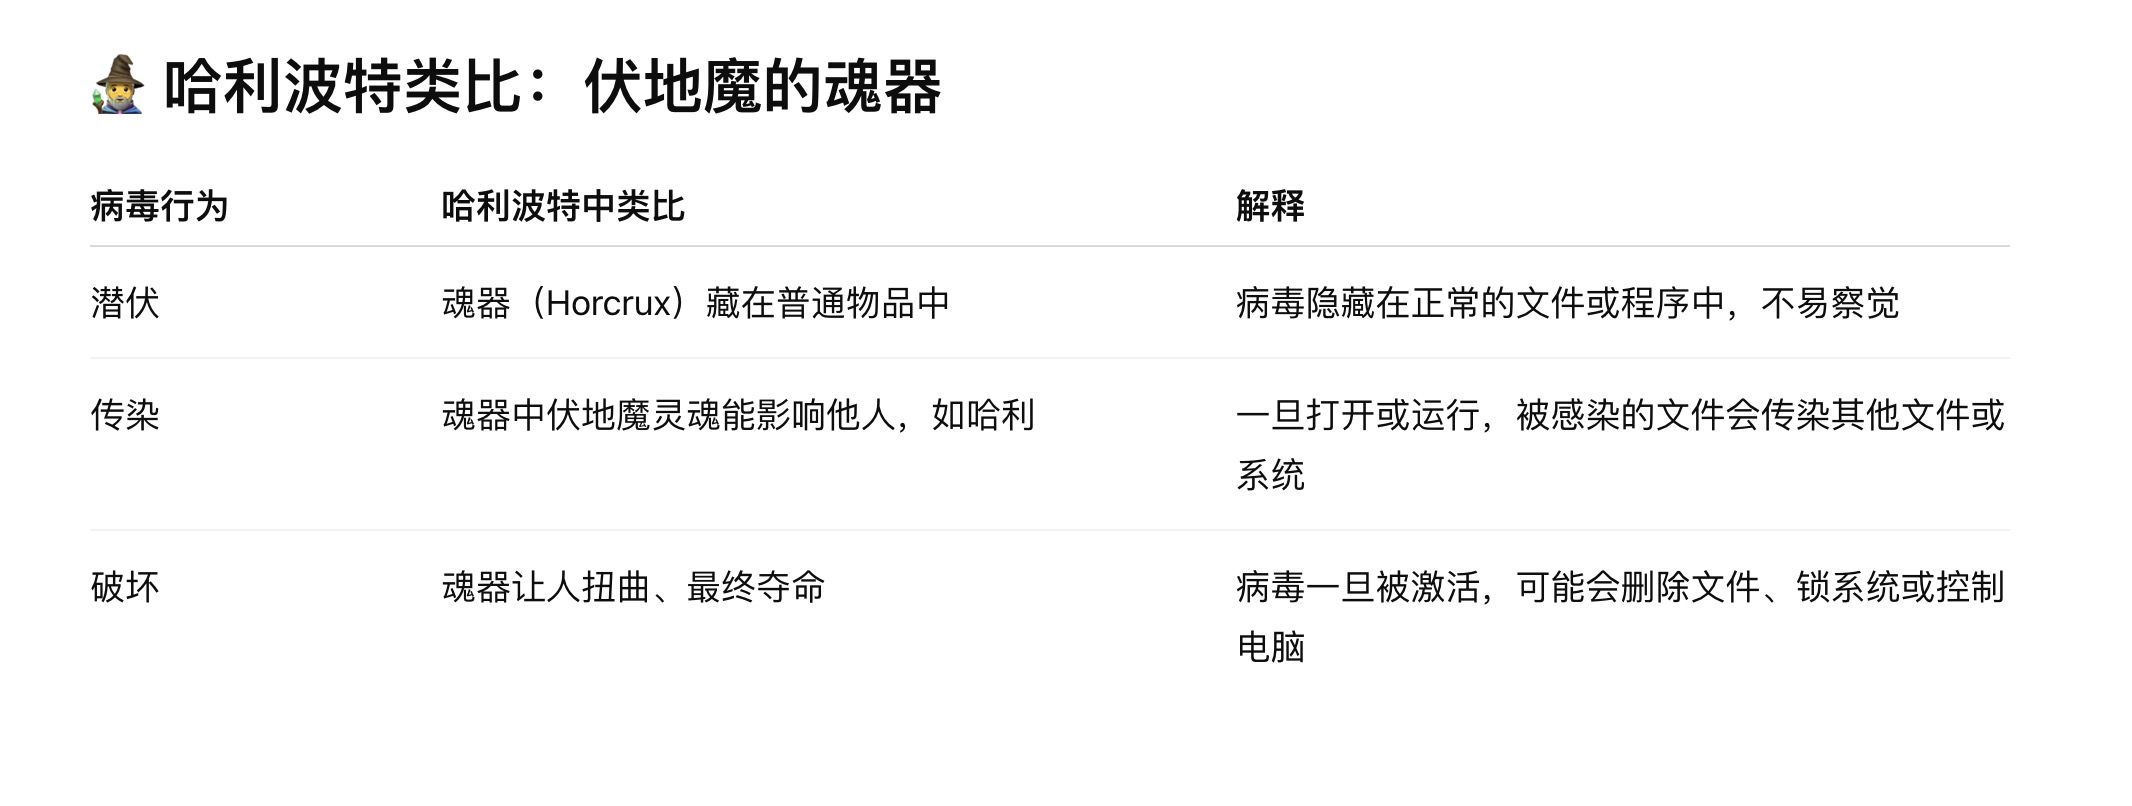 🧙‍♂️ 哈利波特类比：伏地魔的魂器
病毒行为 哈利波特中类比 解释
潜伏 魂器（Horcrux）藏在普通物品中 病毒隐藏在正常的文件或程序中，不易察觉
传染 魂器中伏地魔灵魂能影响他人，如哈利 一旦打开或运行，被感染的文件会传染其他文件或
系统
破坏 魂器让人扭曲、最终夺命 病毒一旦被激活，可能会删除文件、锁系统或控制
电脑